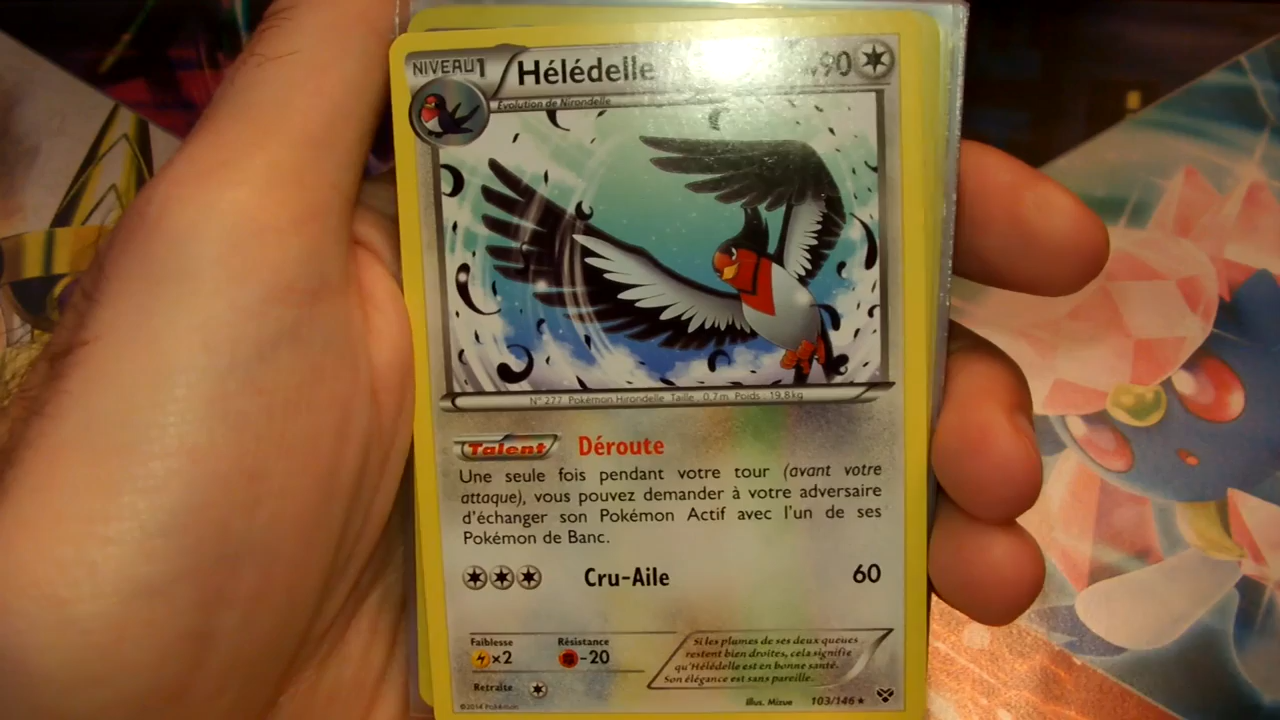 NIVEAU1
Hélédelle
90
Évolution de Nirondelle
N° 277 Pokémon Hirondelle Taille : 0,7m Poids : 19,8kg
Talent Déroute
Une seule fois pendant votre tour (avant votre
attaque), vous pouvez demander à votre adversaire
d'échanger son Pokémon Actif avec l'un de ses
Pokémon de Banc.
Cru-Aile 60
Faiblesse Résistance
×2 -20
Si les plumes de ses deux queues
restent bien droites, cela signifie
qu'Hélédelle est en bonne santé.
Son élégance est sans pareille.
Retraite
©2014 Pokémon
Illus. Mizue 103/146★